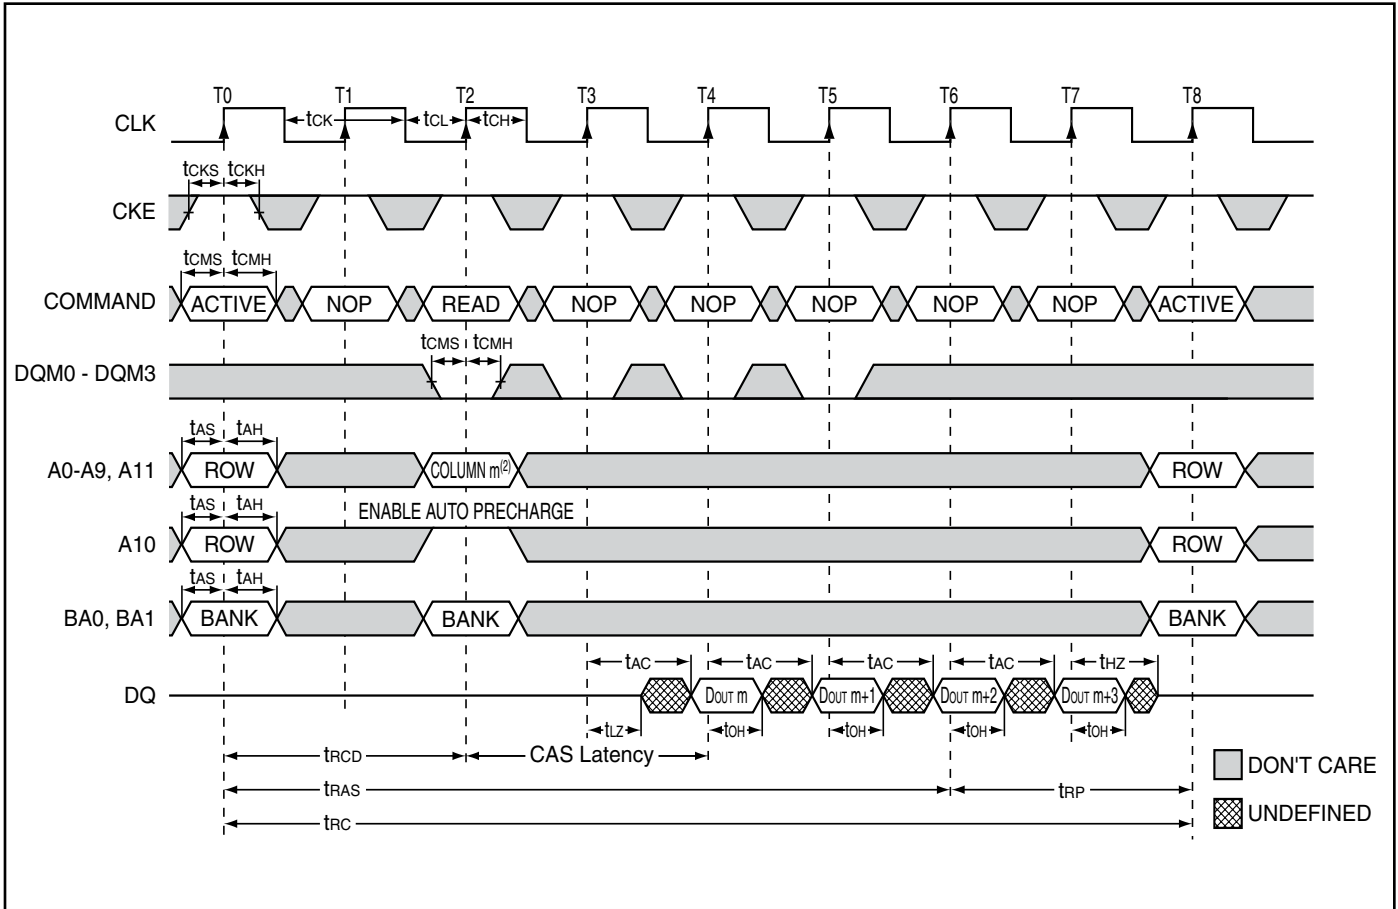 T0 T1 T2 T3 T4 T5 T6 T7 T8
CLK tCK tCL tCH
tCKS tCKH
CKE
tCMS tCMH
COMMAND ACTIVE NOP READ NOP NOP NOP NOP NOP ACTIVE
tCMS tCMH
DQM0 - DQM3
tAS tAH
A0-A9, A11 ROW COLUMN m(2) ROW
tAS tAH ENABLE AUTO PRECHARGE
A10 ROW ROW
tAS tAH
BA0, BA1 BANK BANK BANK
tAC tAC tAC tAC tHZ
DQ DOUT m DOUT m+1 DOUT m+2 DOUT m+3
tLZ tOH tOH tOH tOH
tRCD CAS Latency
DON'T CARE
tRAS tRP
UNDEFINED
tRC